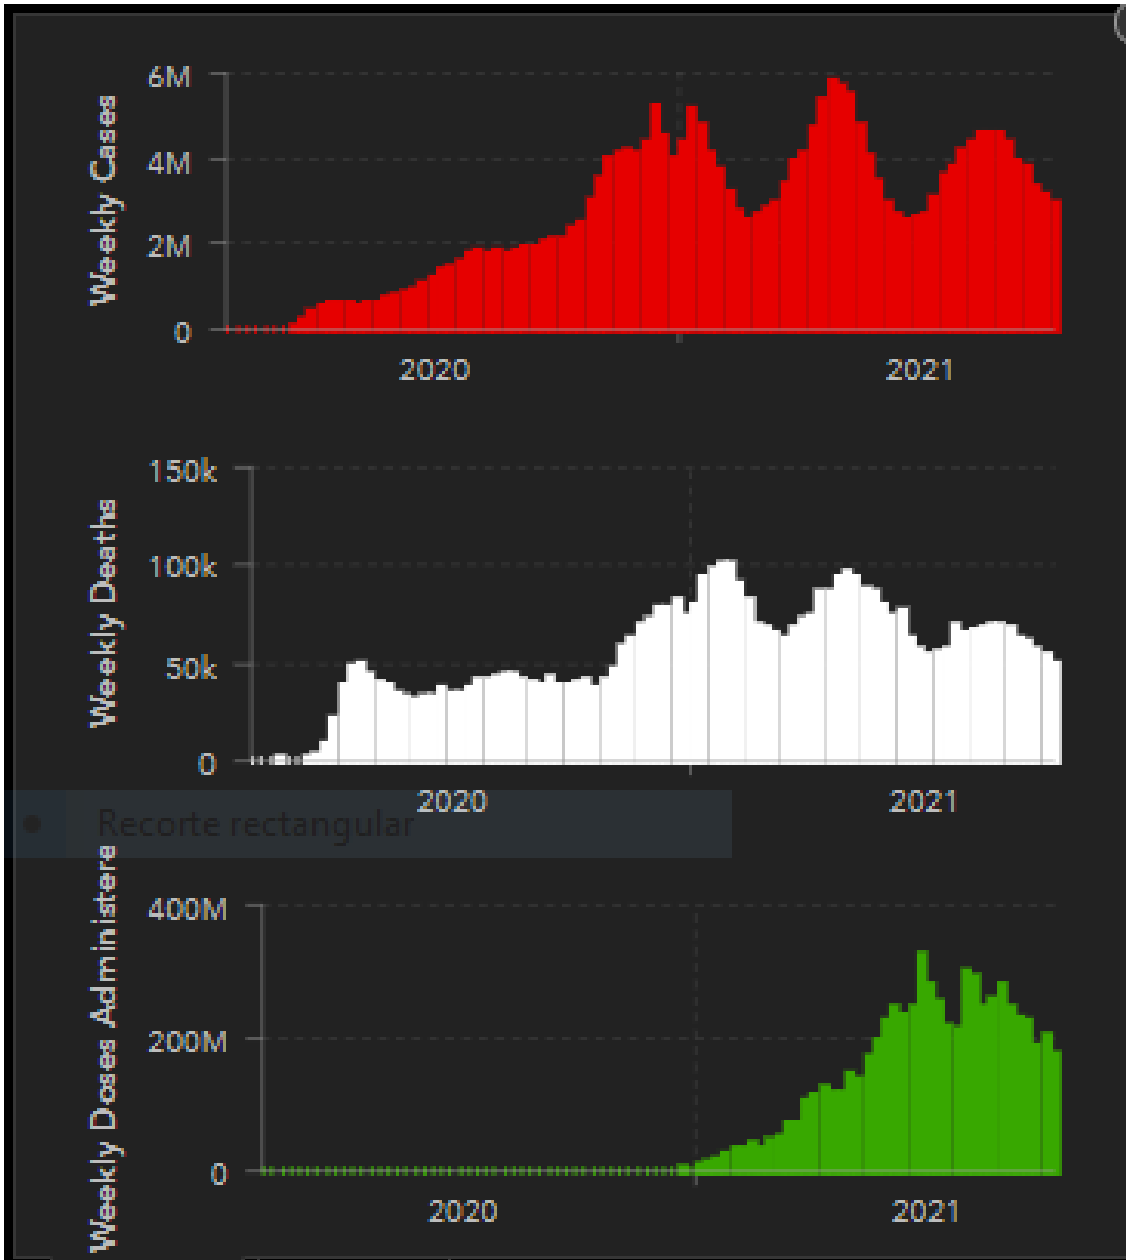 Weekly Cases
6M
4M
2M
0
2020 2021
Weekly Deaths
150k
100k
50k
0
2020 2021
Recorte rectangular
Weekly Doses Administere
400M
200M
0
2020 2021